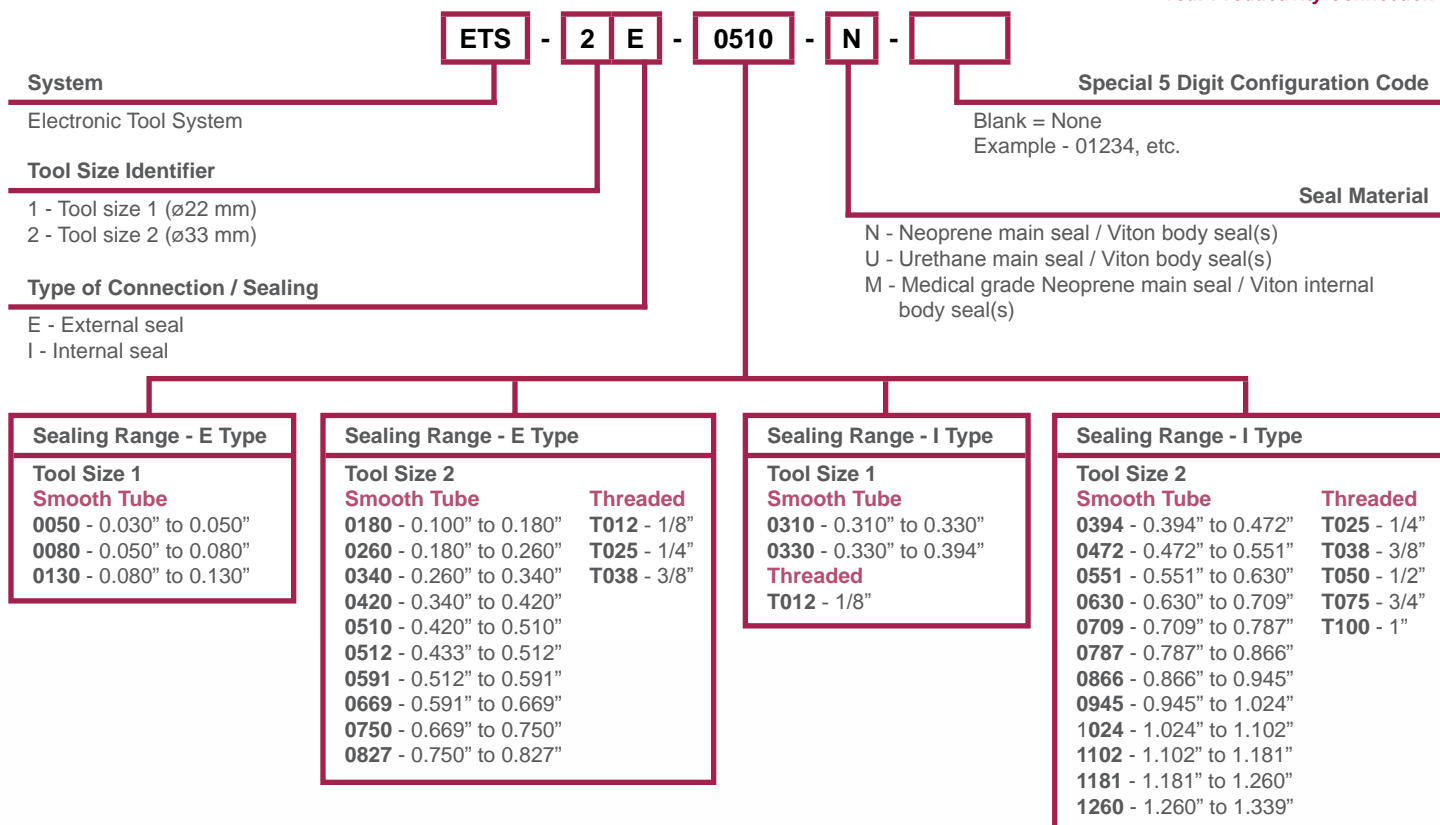 ETS - 2 E - 0510 - N -
System
Electronic Tool System
Tool Size Identifier
1 - Tool size 1 (ø22 mm)
2 - Tool size 2 (ø33 mm)
Type of Connection / Sealing
E - External seal
I - Internal seal
Special 5 Digit Configuration Code
Blank = None
Example - 01234, etc.
Seal Material
N - Neoprene main seal / Viton body seal(s)
U - Urethane main seal / Viton body seal(s)
M - Medical grade Neoprene main seal / Viton internal
body seal(s)
Sealing Range - E Type
Tool Size 1
Smooth Tube
0050 - 0.030” to 0.050”
0080 - 0.050” to 0.080”
0130 - 0.080” to 0.130”
Sealing Range - E Type
Tool Size 2
Smooth Tube
0180 - 0.100” to 0.180”
0260 - 0.180” to 0.260”
0340 - 0.260” to 0.340”
0420 - 0.340” to 0.420”
0510 - 0.420” to 0.510”
0512 - 0.433” to 0.512”
0591 - 0.512” to 0.591”
0669 - 0.591” to 0.669”
0750 - 0.669” to 0.750”
0827 - 0.750” to 0.827”
Threaded
T012 - 1/8”
T025 - 1/4”
T038 - 3/8”
Sealing Range - I Type
Tool Size 1
Smooth Tube
0310 - 0.310” to 0.330”
0330 - 0.330” to 0.394”
Threaded
T012 - 1/8”
Sealing Range - I Type
Tool Size 2
Smooth Tube
0394 - 0.394” to 0.472”
0472 - 0.472” to 0.551”
0551 - 0.551” to 0.630”
0630 - 0.630” to 0.709”
0709 - 0.709” to 0.787”
0787 - 0.787” to 0.866”
0866 - 0.866” to 0.945”
0945 - 0.945” to 1.024”
1024 - 1.024” to 1.102”
1102 - 1.102” to 1.181”
1181 - 1.181” to 1.260”
1260 - 1.260” to 1.339”
Threaded
T025 - 1/4”
T038 - 3/8”
T050 - 1/2”
T075 - 3/4”
T100 - 1”